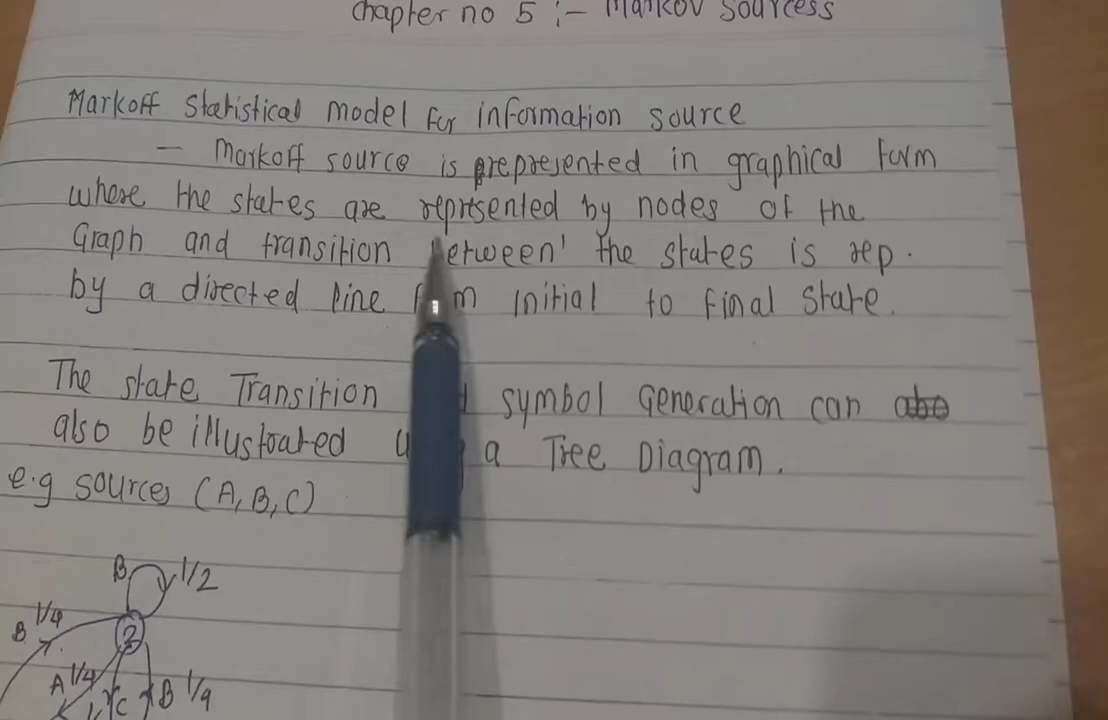 Chapter no 5 :- Markov Sourcess
Markoff Statistical model for information source
- Markoff source is represented in graphical form
where the states are represented by nodes of the
Graph and transition between the states is rep.
by a directed line from Initial to final state.
The state Transition symbol Generation can
also be illustrated a Tree Diagram.
e.g sources (A, B, C)
B 1/2
B 1/4
2
A 1/4
C B 1/4